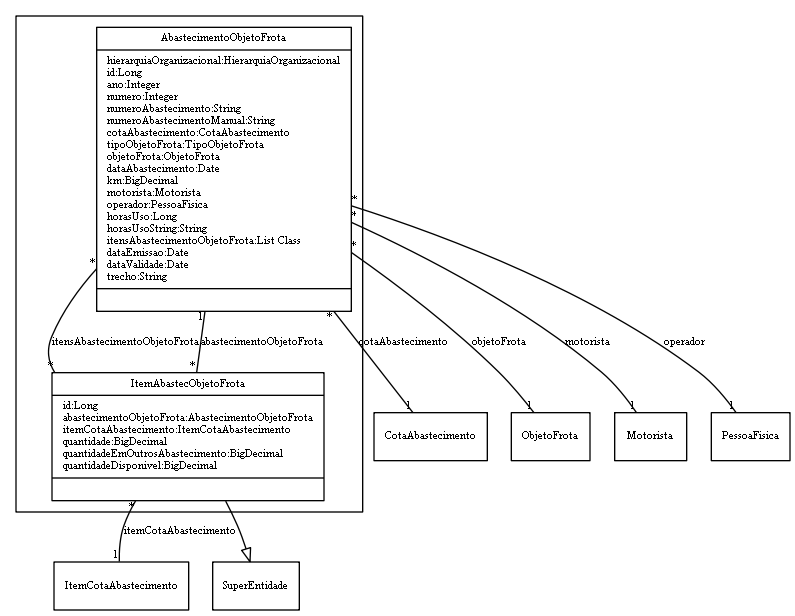 AbastecimentoObjetoFrota
hierarquiaOrganizacional:HierarquiaOrganizacional
id:Long
ano:Integer
numero:Integer
numeroAbastecimento:String
numeroAbastecimentoManual:String
cotaAbastecimento:CotaAbastecimento
tipoObjetoFrota:TipoObjetoFrota
objetoFrota:ObjetoFrota
dataAbastecimento:Date
km:BigDecimal
motorista:Motorista
operador:PessoaFisica
horasUso:Long
horasUsoString:String
itensAbastecimentoObjetoFrota:List Class
dataEmissao:Date
dataValidade:Date
trecho:String
*
*
*
*
1
*
itensAbastecimentoObjetoFrota
abastecimentoObjetoFrota
cotaAbastecimento
objetoFrota
motorista
operador
*
*
ItemAbastecObjetoFrota
id:Long
abastecimentoObjetoFrota:AbastecimentoObjetoFrota
itemCotaAbastecimento:ItemCotaAbastecimento
quantidade:BigDecimal
quantidadeEmOutrosAbastecimento:BigDecimal
quantidadeDisponivel:BigDecimal
1
1
1
1
CotaAbastecimento
ObjetoFrota
Motorista
PessoaFisica
*
itemCotaAbastecimento
1
ItemCotaAbastecimento
SuperEntidade